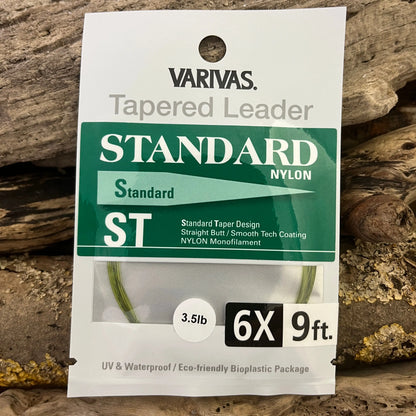 VARIVAS.
Tapered Leader
STANDARD
NYLON
Standard
ST
Standard Taper Design
Straight Butt / Smooth Tech Coating
NYLON Monofilament
3.5lb
6X 9ft.
UV & Waterproof / Eco-friendly Bioplastic Package